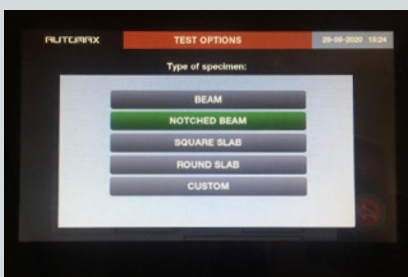 AUTOMAX TEST OPTIONS 29-09-2020 15:24
Type of specimen:
BEAM
NOTCHED BEAM
SQUARE SLAB
ROUND SLAB
CUSTOM